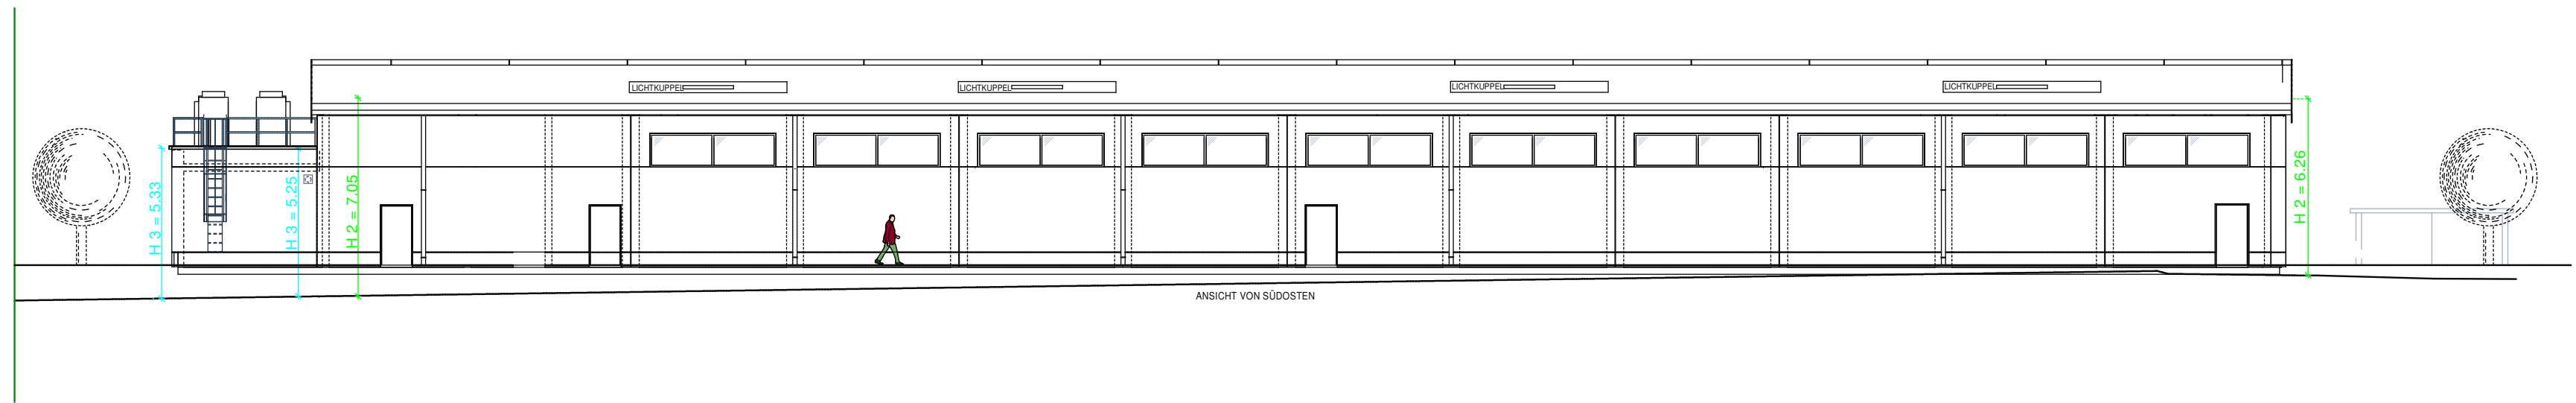 LICHTKUPPEL
LICHTKUPPEL
LICHTKUPPEL
LICHTKUPPEL
H 3 = 5.33
H 3 = 5.25
H 2 = 7.05
H 2 = 6.26
ANSICHT VON SÜDOSTEN